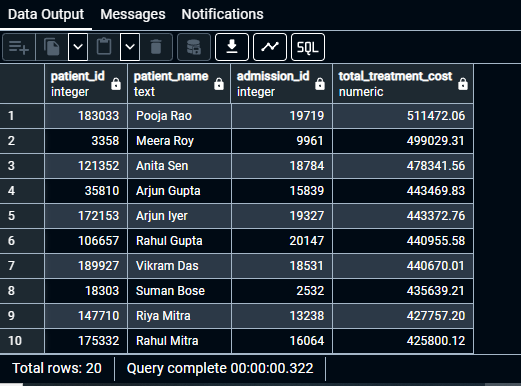 Data Output Messages Notifications
SQL
patient_id patient_name admission_id total_treatment_cost
integer text integer numeric
1 183033 Pooja Rao 19719 511472.06
2 3358 Meera Roy 9961 499029.31
3 121352 Anita Sen 18784 478341.56
4 35810 Arjun Gupta 15839 443469.83
5 172153 Arjun Iyer 19327 443372.76
6 106657 Rahul Gupta 20147 440955.58
7 189927 Vikram Das 18531 440670.01
8 18303 Suman Bose 2532 435639.21
9 147710 Riya Mitra 13238 427757.20
10 175332 Rahul Mitra 16064 425800.12
Total rows: 20 Query complete 00:00:00.322